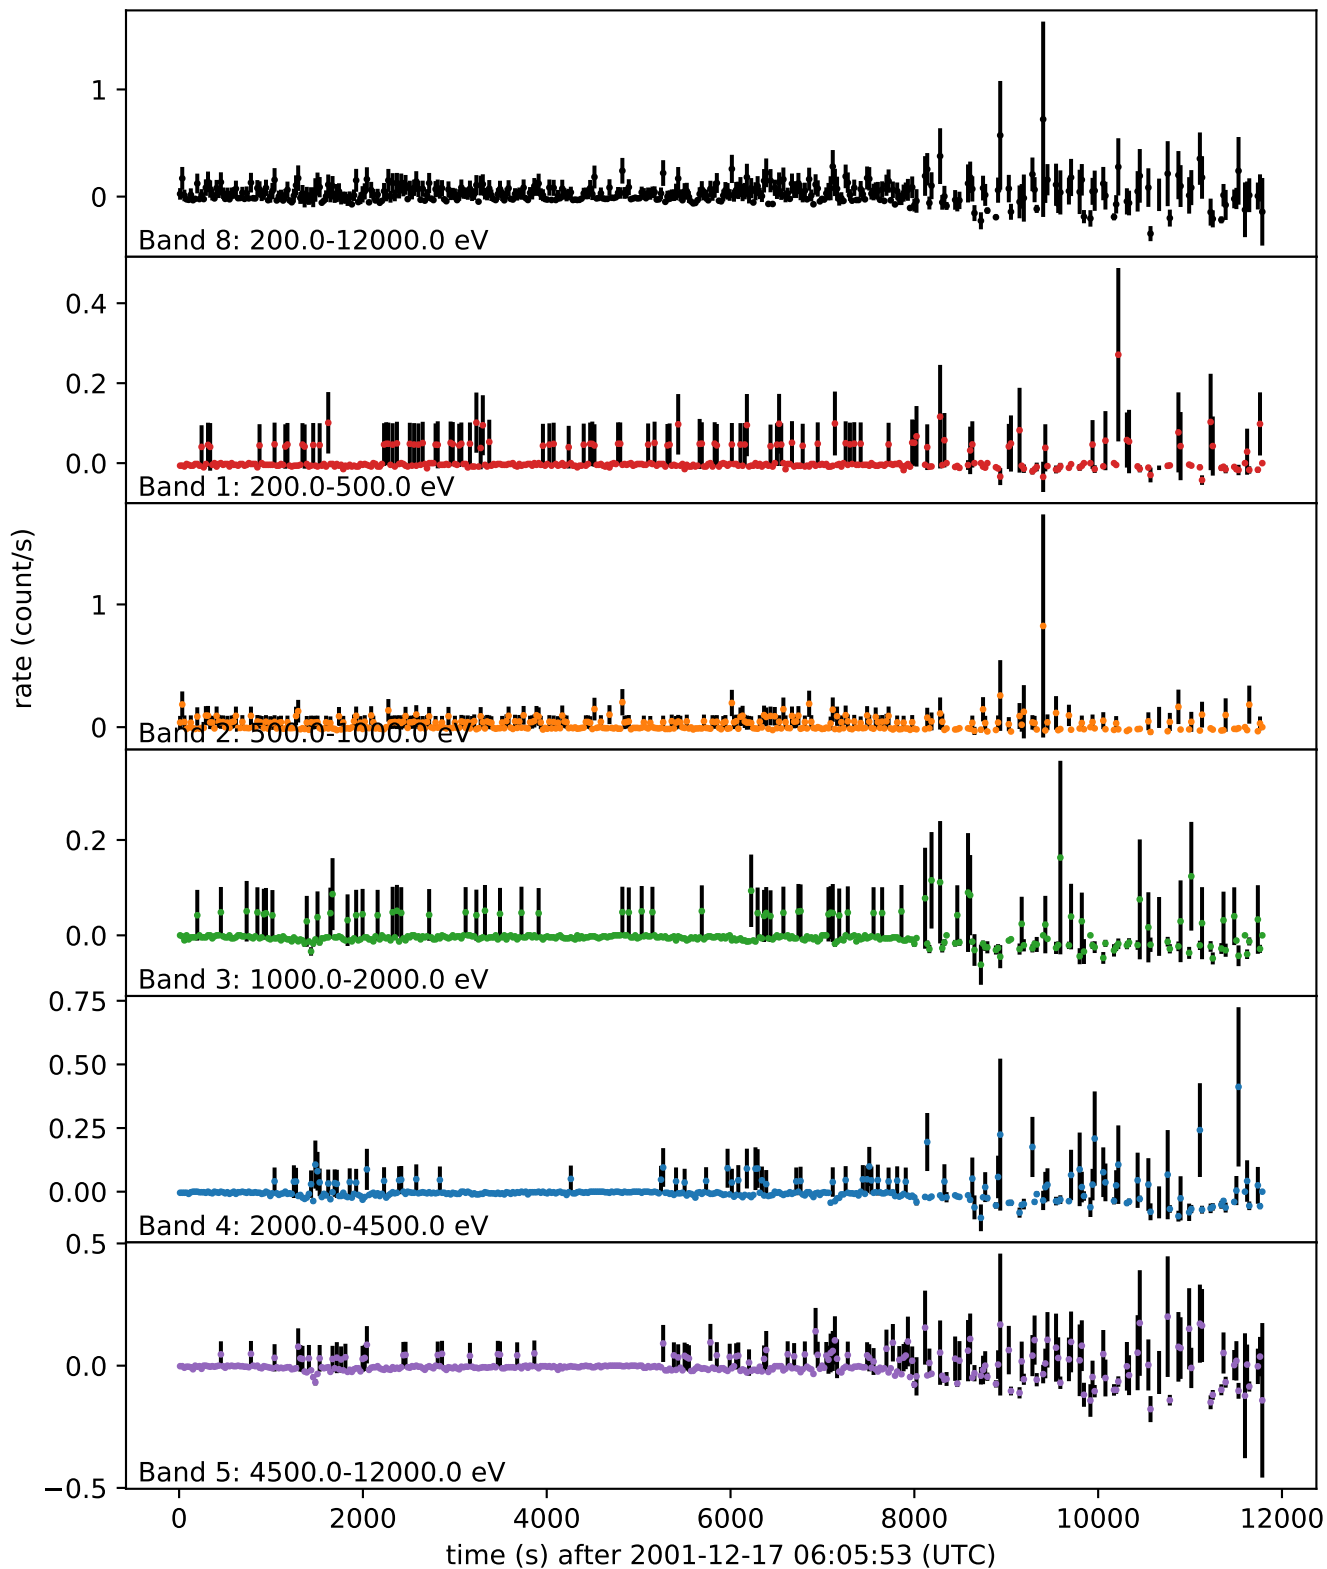 1
0
Band 8: 200.0-12000.0 eV
0.4
0.2
0.0
Band 1: 200.0-500.0 eV
rate (count/s)
1
0
Band 2: 500.0-1000.0 eV
0.2
0.0
Band 3: 1000.0-2000.0 eV
0.75
0.50
0.25
0.00
Band 4: 2000.0-4500.0 eV
0.5
0.0
Band 5: 4500.0-12000.0 eV
−0.5
0 2000 4000 6000 8000 10000 12000
time (s) after 2001-12-17 06:05:53 (UTC)